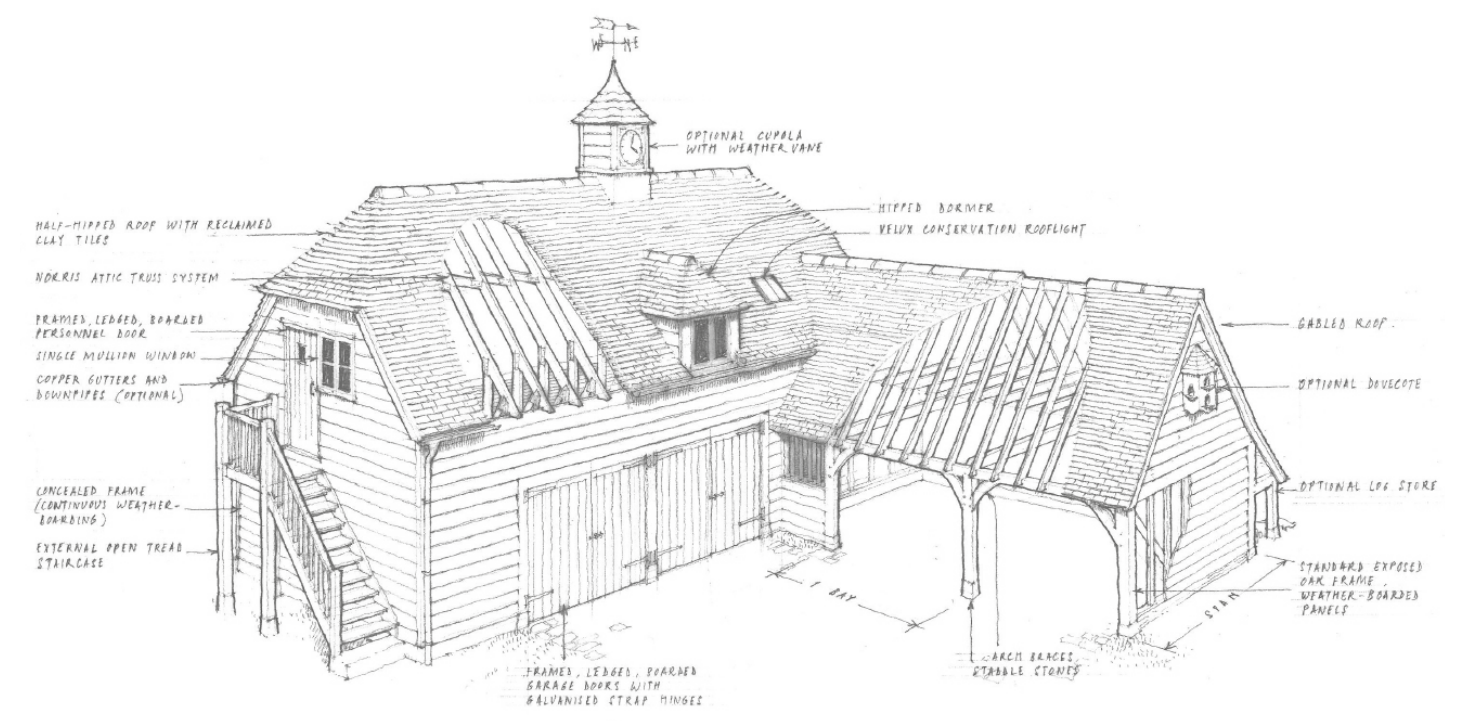 W N E
OPTIONAL CUPOLA
WITH WEATHER VANE
HIPPED DORMER
VELUX CONSERVATION ROOFLIGHT
HALF-HIPPED ROOF WITH RECLAIMED
CLAY TILES
NORRIS ATTIC TRUSS SYSTEM
FRAMED, LEDGED, BOARDED
PERSONNEL DOOR
SINGLE MULLION WINDOW
COPPER GUTTERS AND
DOWNPIPES (OPTIONAL)
CONCEALED FRAME
(CONTINUOUS WEATHER-
BOARDING)
EXTERNAL OPEN TREAD
STAIRCASE
GABLED ROOF.
OPTIONAL DOVECOTE
OPTIONAL LOG STORE
STANDARD EXPOSED
OAK FRAME,
WEATHER-BOARDED
PANELS
1 BAY
SPAN
ARCH BRACES,
STADDLE STONES
FRAMED, LEDGED, BOARDED
GARAGE DOORS WITH
GALVANISED STRAP HINGES